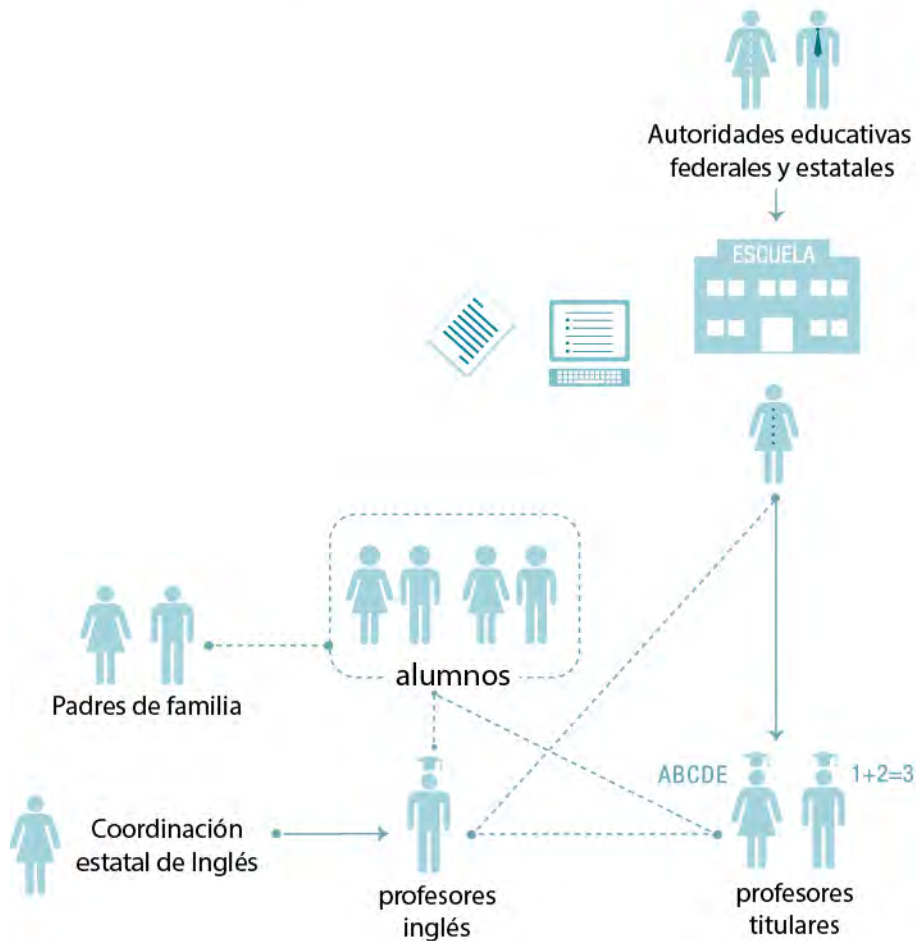 Autoridades educativas
federales y estatales
ESCUELA
alumnos
Padres de familia
ABCDE
1+2=3
Coordinación
estatal de Inglés
profesores
inglés
profesores
titulares